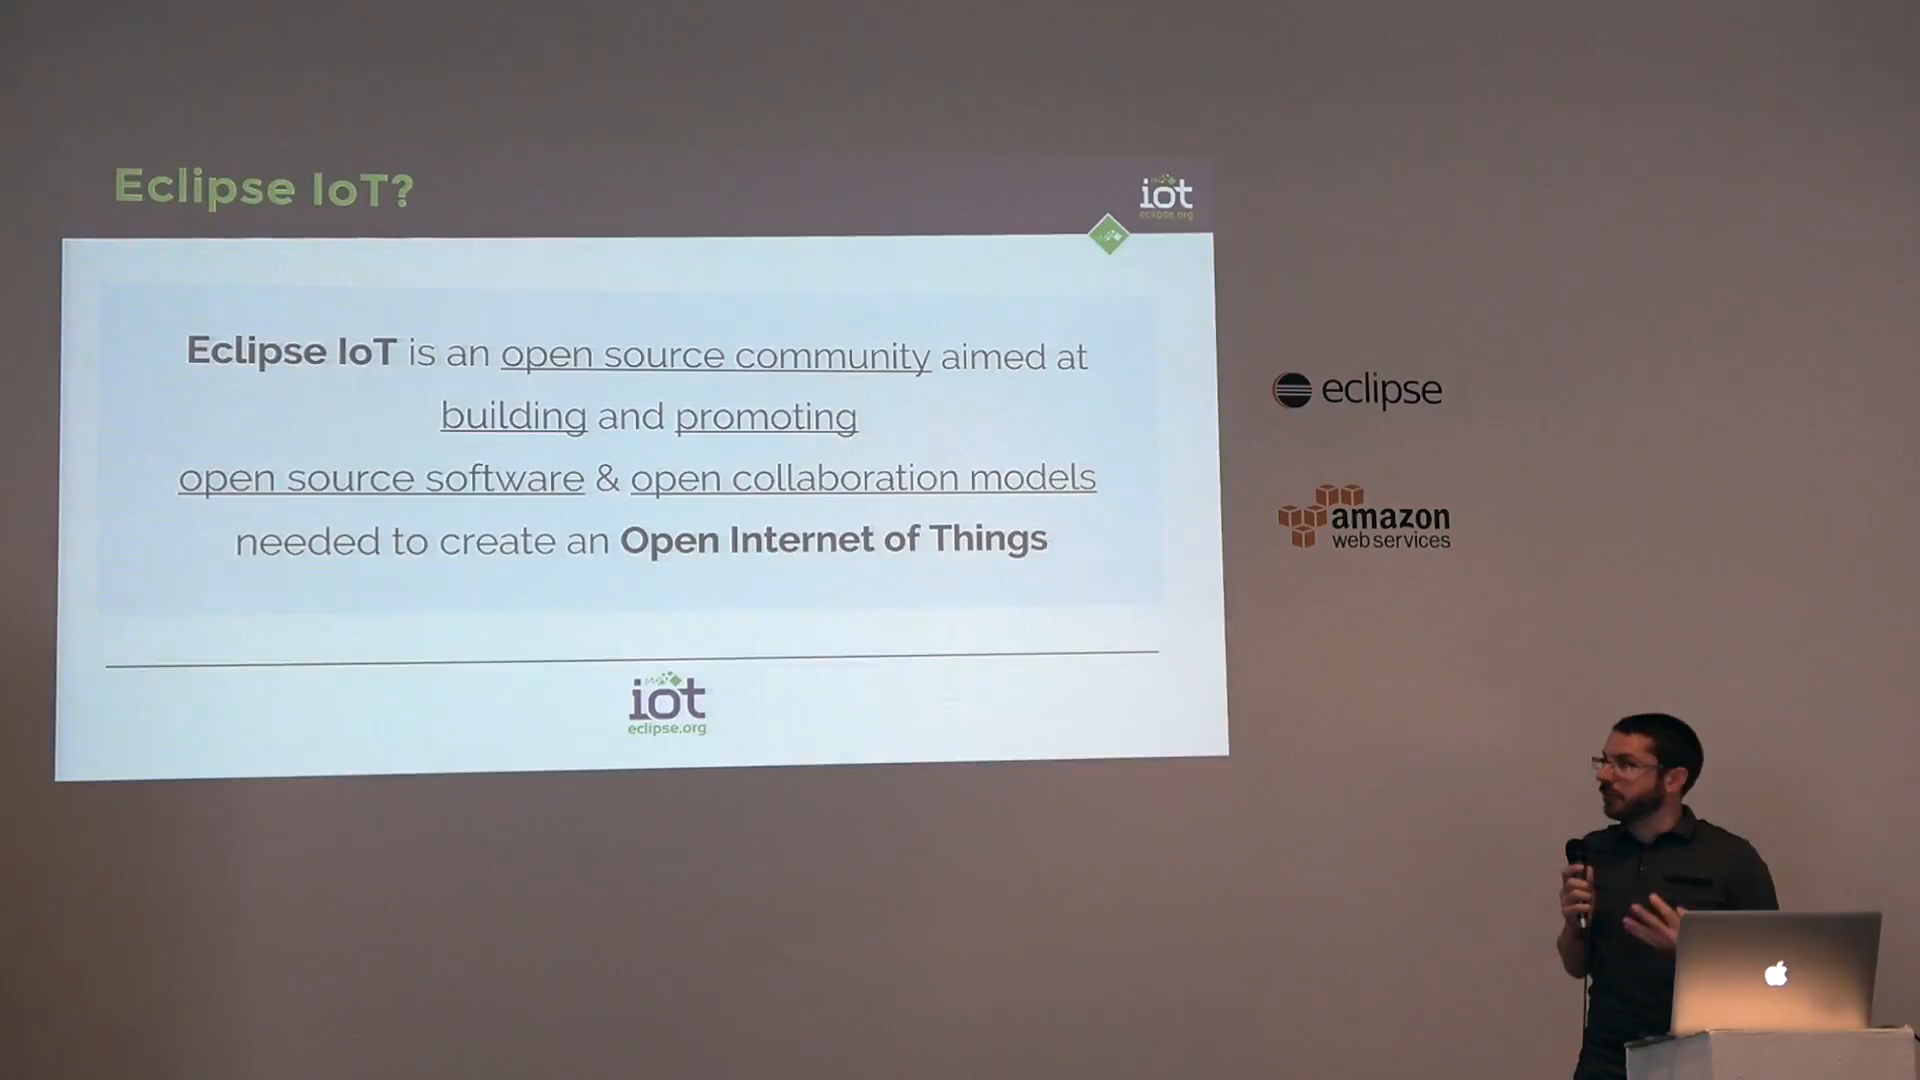 Eclipse IoT?
iot
eclipse.org
Eclipse IoT is an open source community aimed at
building and promoting
open source software & open collaboration models
needed to create an Open Internet of Things
iot
eclipse.org
eclipse
amazon
web services